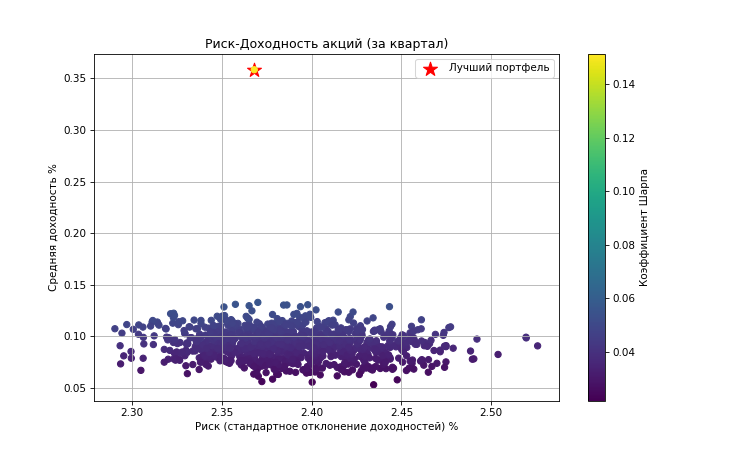 Риск-Доходность акций (за квартал)
Лучший портфель
0.35
0.30
0.25
0.20
0.15
0.10
0.05
Средняя доходность %
2.30 2.35 2.40 2.45 2.50
Риск (стандартное отклонение доходностей) %
0.14
0.12
0.10
0.08
0.06
0.04
Коэффициент Шарпа